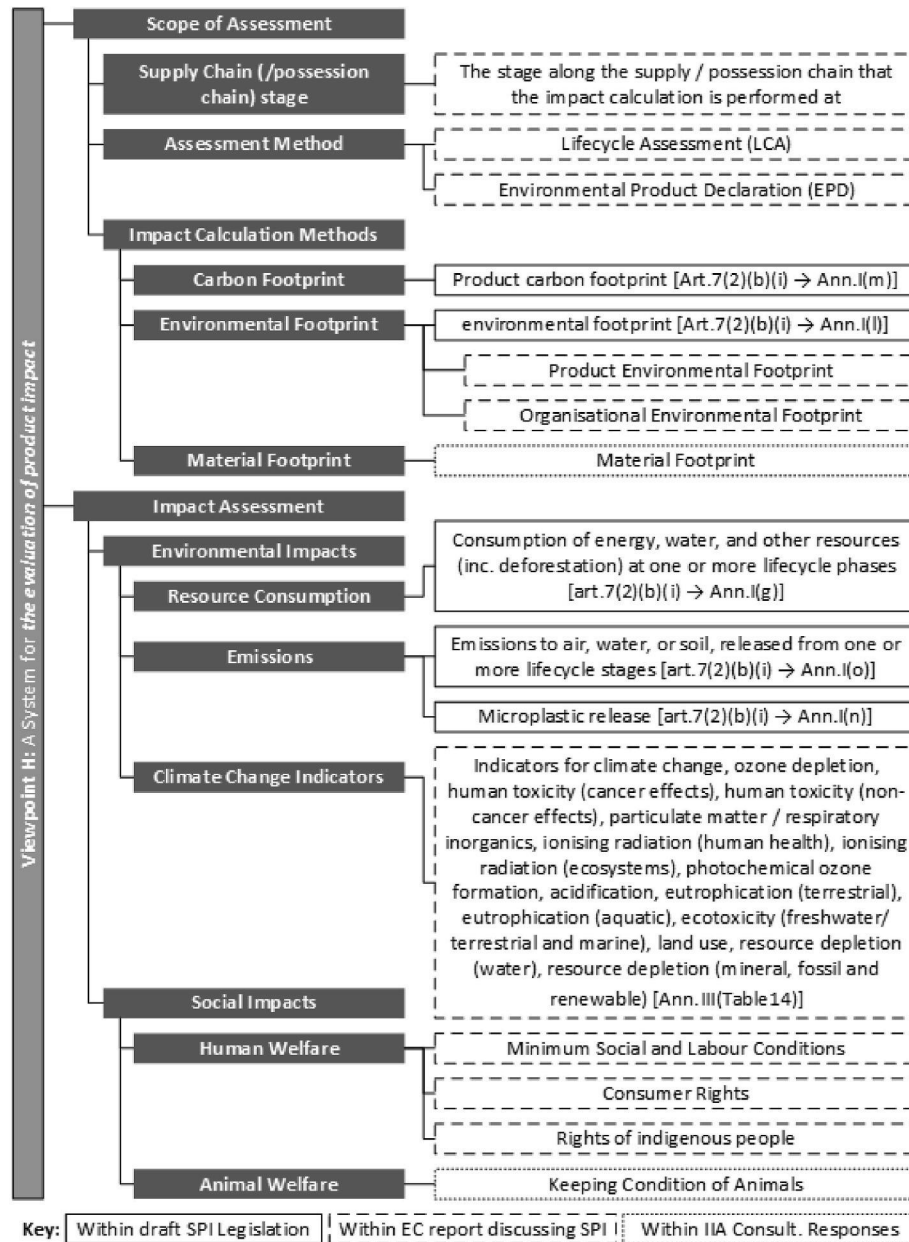 Viewpoint H: A System for the evaluation of product impact
Scope of Assessment
Supply Chain (/possession
chain) stage
The stage along the supply / possession chain that
the impact calculation is performed at
Assessment Method
Lifecycle Assessment (LCA)
Environmental Product Declaration (EPD)
Impact Calculation Methods
Carbon Footprint
Product carbon footprint [Art.7(2)(b)(i) → Ann.I(m)]
Environmental Footprint
environmental footprint [Art.7(2)(b)(i) → Ann.I(l)]
Product Environmental Footprint
Organisational Environmental Footprint
Material Footprint
Material Footprint
Impact Assessment
Environmental Impacts
Resource Consumption
Consumption of energy, water, and other resources
(inc. deforestation) at one or more lifecycle phases
[art.7(2)(b)(i) → Ann.I(g)]
Emissions
Emissions to air, water, or soil, released from one or
more lifecycle stages [art.7(2)(b)(i) → Ann.I(o)]
Microplastic release [art.7(2)(b)(i) → Ann.I(n)]
Climate Change Indicators
Indicators for climate change, ozone depletion,
human toxicity (cancer effects), human toxicity (non-
cancer effects), particulate matter / respiratory
inorganics, ionising radiation (human health), ionising
radiation (ecosystems), photochemical ozone
formation, acidification, eutrophication (terrestrial),
eutrophication (aquatic), ecotoxicity (freshwater/
terrestrial and marine), land use, resource depletion
(water), resource depletion (mineral, fossil and
renewable) [Ann.III(Table14)]
Social Impacts
Human Welfare
Minimum Social and Labour Conditions
Consumer Rights
Rights of indigenous people
Animal Welfare
Keeping Condition of Animals
Key: Within draft SPI Legislation Within EC report discussing SPI Within IIA Consult. Responses